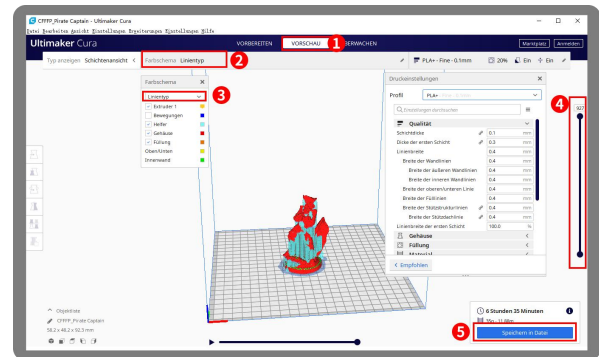 CFFFP_Pirate Captain - Ultimaker Cura
Datei Bearbeiten Ansicht Einstellungen Erweiterungen Einstellungen Hilfe
Ultimaker Cura
VORBEREITEN
VORSCHAU
1
BERWACHEN
Marktplatz
Anmelden
Typ anzeigen Schichtenansicht
Farbschema Linientyp
2
PLA+ - Fine - 0.1mm
20%
Ein
Ein
Farbschema
Linientyp
3
Extruder 1
Bewegungen
Helfer
Gehäuse
Füllung
Oben/Unten
Innenwand
Druckeinstellungen
Profil
PLA+
Einstellungen durchsuchen
Qualität
Schichtdicke 0.1 mm
Dicke der ersten Schicht 0.3 mm
Linienbreite 0.4 mm
Breite der Wandlinien 0.4 mm
Breite der äußeren Wandlinien 0.4 mm
Breite der inneren Wandlinien 0.4 mm
Breite der oberen/unteren Linie 0.4 mm
Breite der Fülllinien 0.4 mm
Breite der Stützstrukturlinien 0.4 mm
Breite der Stützdachlinie 0.4 mm
Linienbreite der ersten Schicht 100.0 %
Gehäuse
Füllung
Material
Empfohlen
4
927
Objektliste
CFFFP_Pirate Captain
58.2 x 48.2 x 92.5 mm
6 Stunden 35 Minuten
5
Speichern in Datei